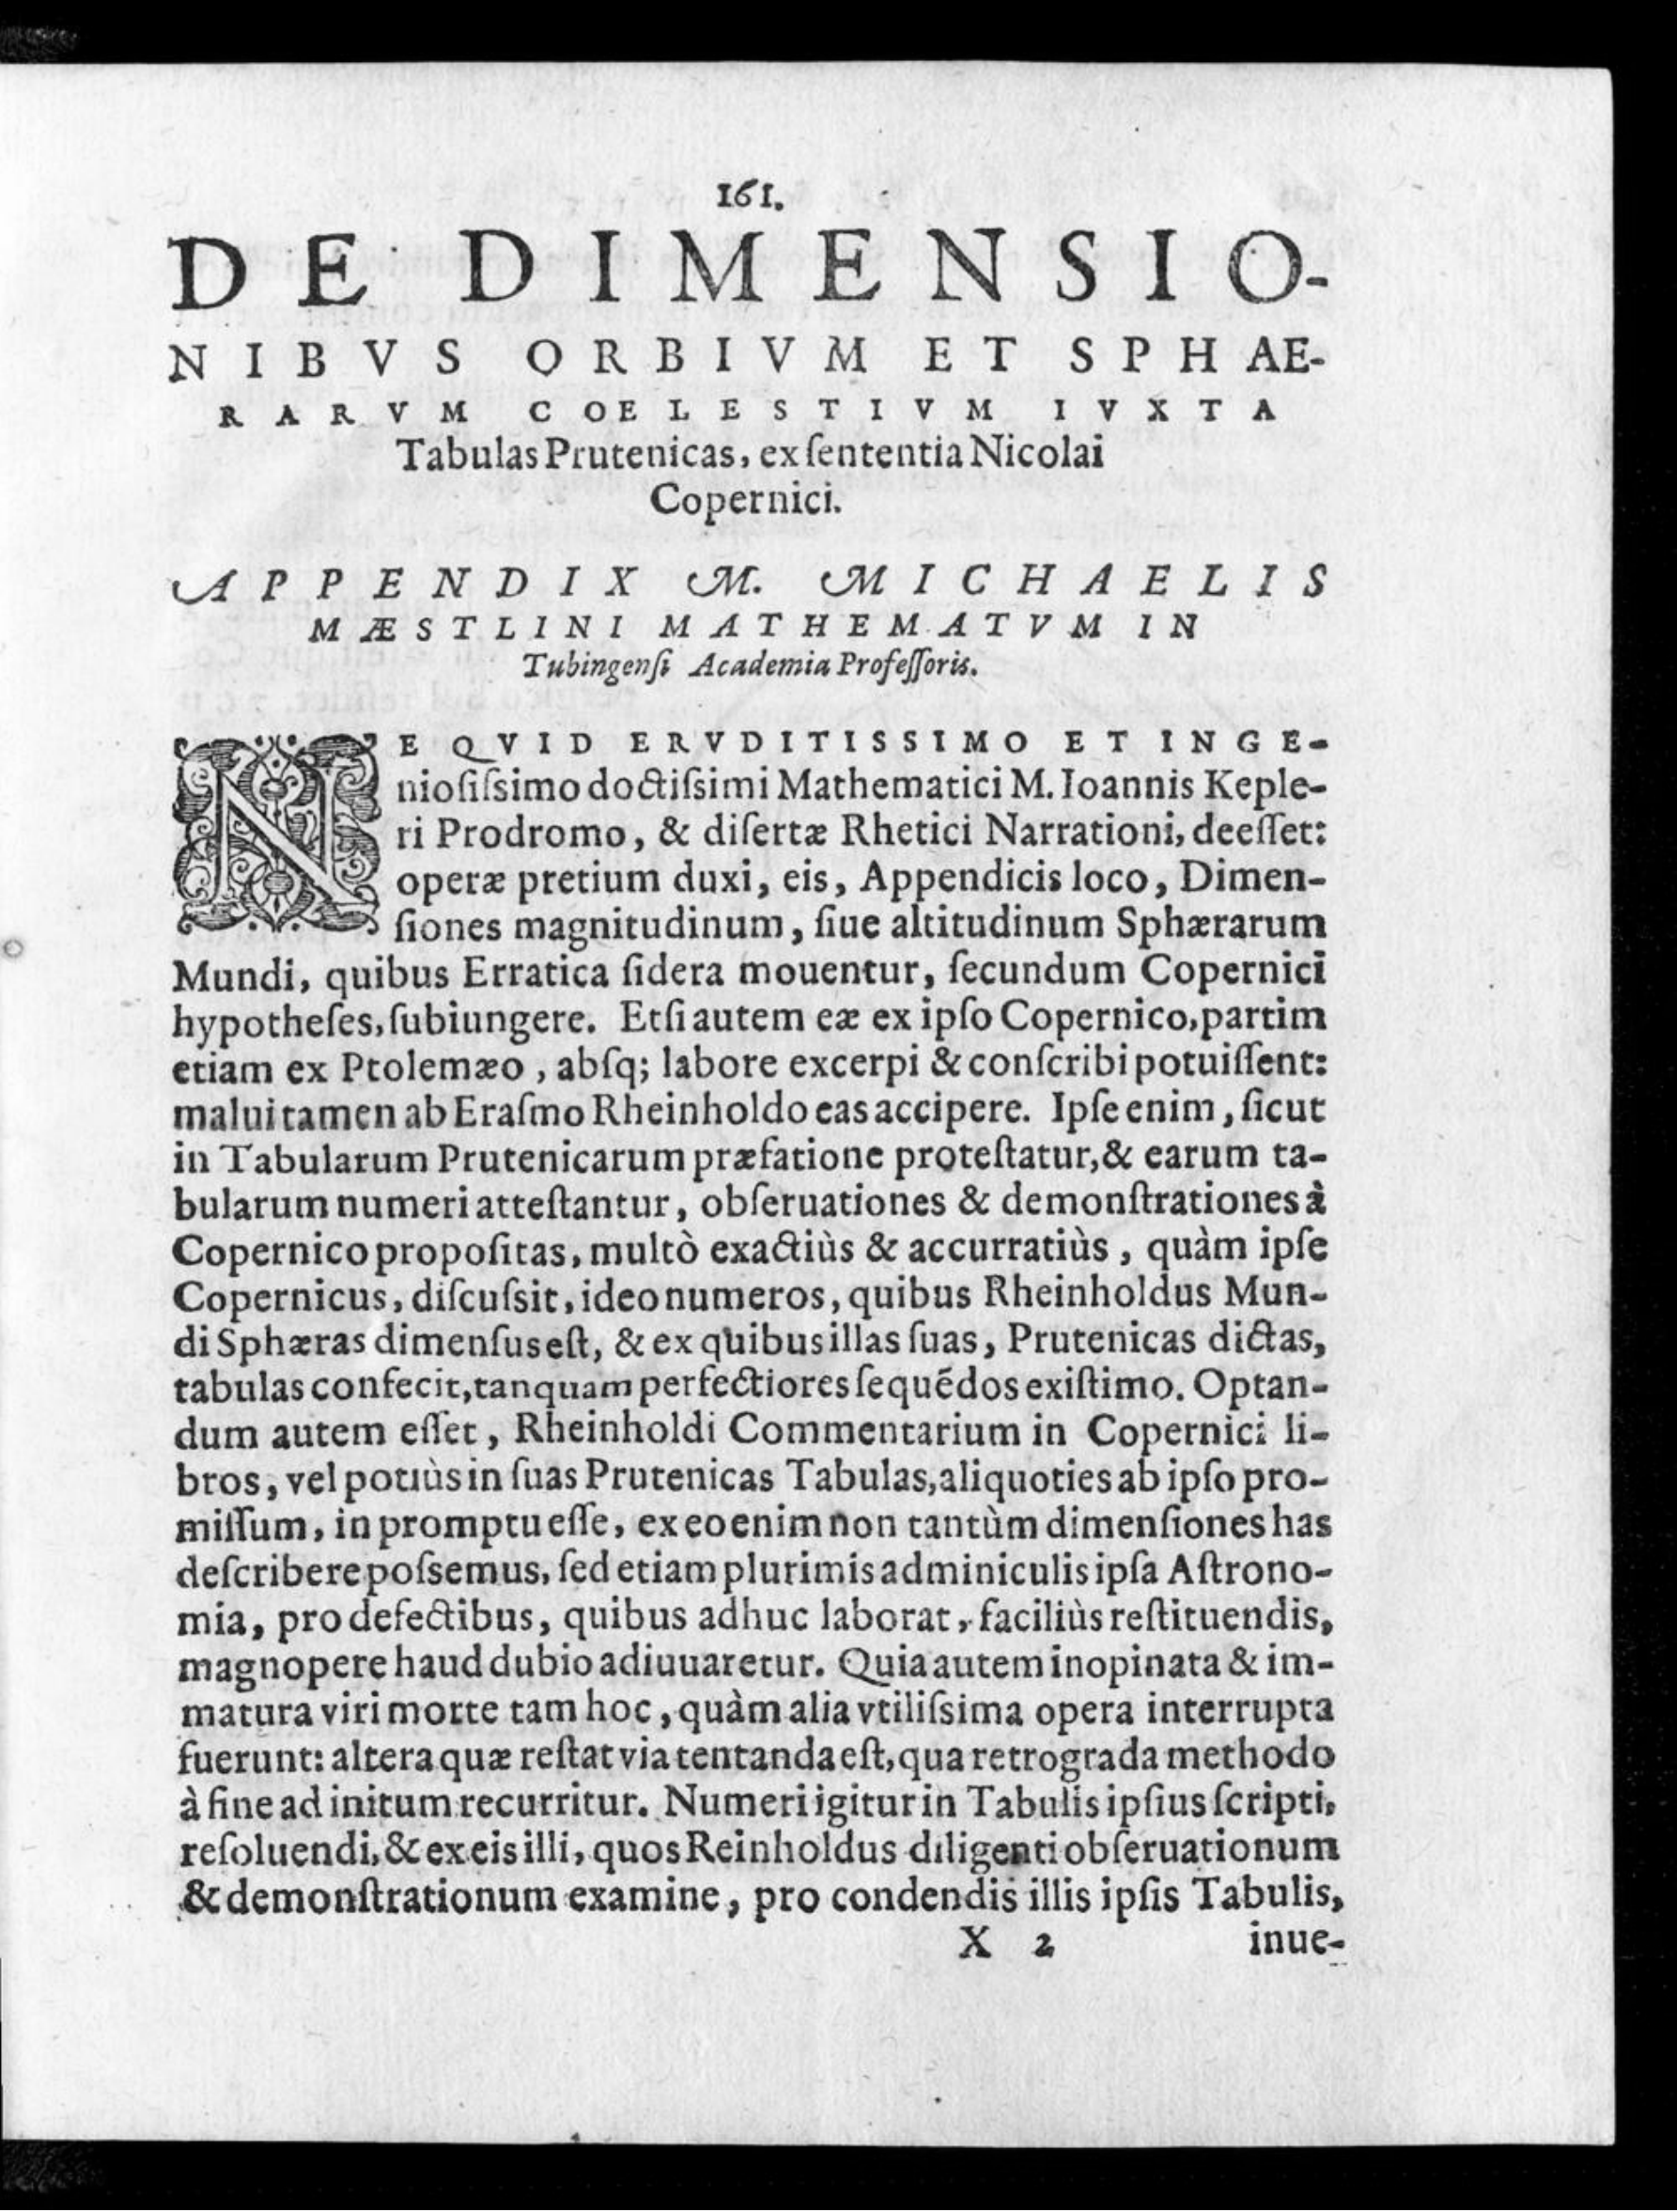 161.
DE DIMENSIO-
NIBVS ORBIVM ET SPHAE-
RARVM COELESTIVM IVXTA
Tabulas Prutenicas, ex ſententia Nicolai
Copernici.
APPENDIX M. MICHAELIS
MÆSTLINI MATHEMATVM IN
Tubingenſi Academia Profeſſoris.
NE QVID ERVDITISSIMO ET INGE-
nioſiſsimo doctiſsimi Mathematici M. Ioannis Keple-
ri Prodromo, & diſertæ Rhetici Narrationi, deeſſet:
operæ pretium duxi, eis, Appendicis loco, Dimen-
ſiones magnitudinum, ſiue altitudinum Sphærarum
Mundi, quibus Erratica ſidera mouentur, ſecundum Copernici
hypotheſes, ſubiungere. Etſi autem eæ ex ipſo Copernico, partim
etiam ex Ptolemæo, abſq; labore excerpi & conſcribi potuiſſent:
malui tamen ab Eraſmo Rheinholdo eas accipere. Ipſe enim, ſicut
in Tabularum Prutenicarum præfatione proteſtatur, & earum ta-
bularum numeri atteſtantur, obſeruationes & demonſtrationes à
Copernico propoſitas, multò exactiùs & accurratiùs, quàm ipſe
Copernicus, diſcuſsit, ideo numeros, quibus Rheinholdus Mun-
di Sphæras dimenſus eſt, & ex quibus illas ſuas, Prutenicas dictas,
tabulas confecit, tanquam perfectiores ſequẽdos exiſtimo. Optan-
dum autem eſſet, Rheinholdi Commentarium in Copernici li-
bros, vel potiùs in ſuas Prutenicas Tabulas, aliquoties ab ipſo pro-
miſſum, in promptu eſſe, ex eo enim non tantùm dimenſiones has
deſcribere poſsemus, ſed etiam plurimis adminiculis ipſa Aſtrono-
mia, pro defectibus, quibus adhuc laborat, faciliùs reſtituendis,
magnopere haud dubio adiuuaretur. Quia autem inopinata & im-
matura viri morte tam hoc, quàm alia vtiliſsima opera interrupta
fuerunt: altera quæ reſtat via tentanda eſt, qua retrograda methodo
à fine ad initum recurritur. Numeri igitur in Tabulis ipſius ſcripti,
reſoluendi, & ex eis illi, quos Reinholdus diligenti obſeruationum
& demonſtrationum examine, pro condendis illis ipſis Tabulis,
X 2 inue-